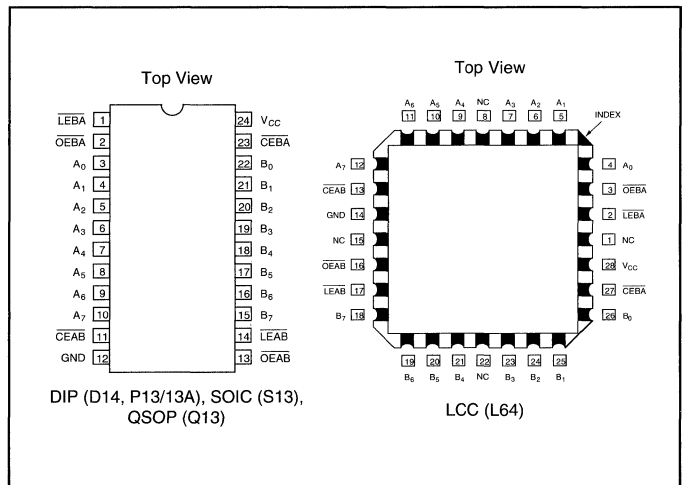 Top View
LEBA 1 24 VCC
OEBA 2 23 CEBA
A0 3 22 B0
A1 4 21 B1
A2 5 20 B2
A3 6 19 B3
A4 7 18 B4
A5 8 17 B5
A6 9 16 B6
A7 10 15 B7
CEAB 11 14 LEAB
GND 12 13 OEAB
DIP (D14, P13/13A), SOIC (S13),
QSOP (Q13)
Top View
A6 A5 A4 NC A3 A2 A1
11 10 9 8 7 6 5
INDEX
A7 12 4 A0
CEAB 13 3 OEBA
GND 14 2 LEBA
NC 15 1 NC
OEAB 16 28 VCC
LEAB 17 27 CEBA
B7 18 26 B0
19 20 21 22 23 24 25
B6 B5 B4 NC B3 B2 B1
LCC (L64)